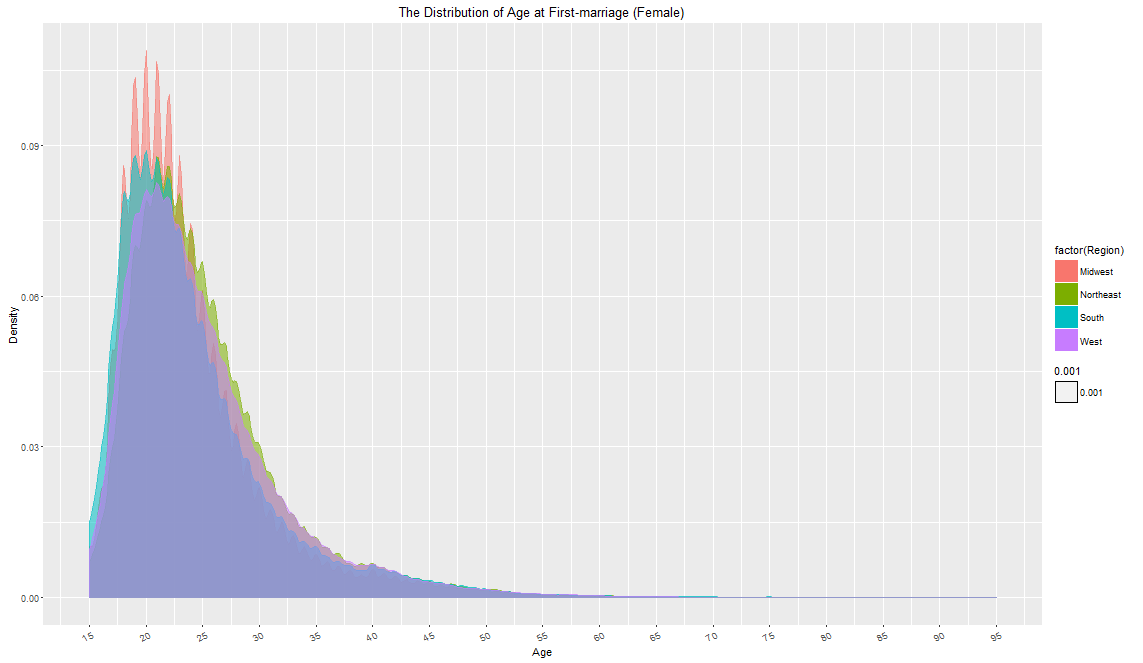 The Distribution of Age at First-marriage (Female)
Density
0.09
0.06
0.03
0.00
15 20 25 30 35 40 45 50 55 60 65 70 75 80 85 90 95
Age
factor(Region)
Midwest
Northeast
South
West
0.001
0.001